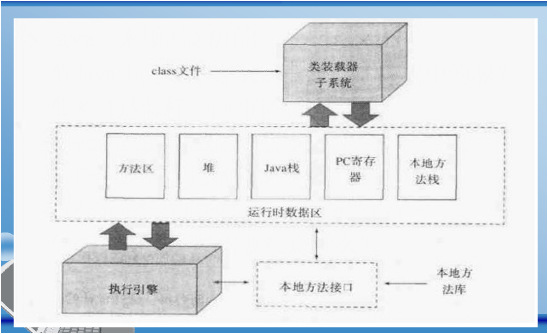 class文件
类装载器
子系统
方法区
堆
Java栈
PC寄存
器
本地方
法栈
运行时数据区
执行引擎
本地方法接口
本地方
法库